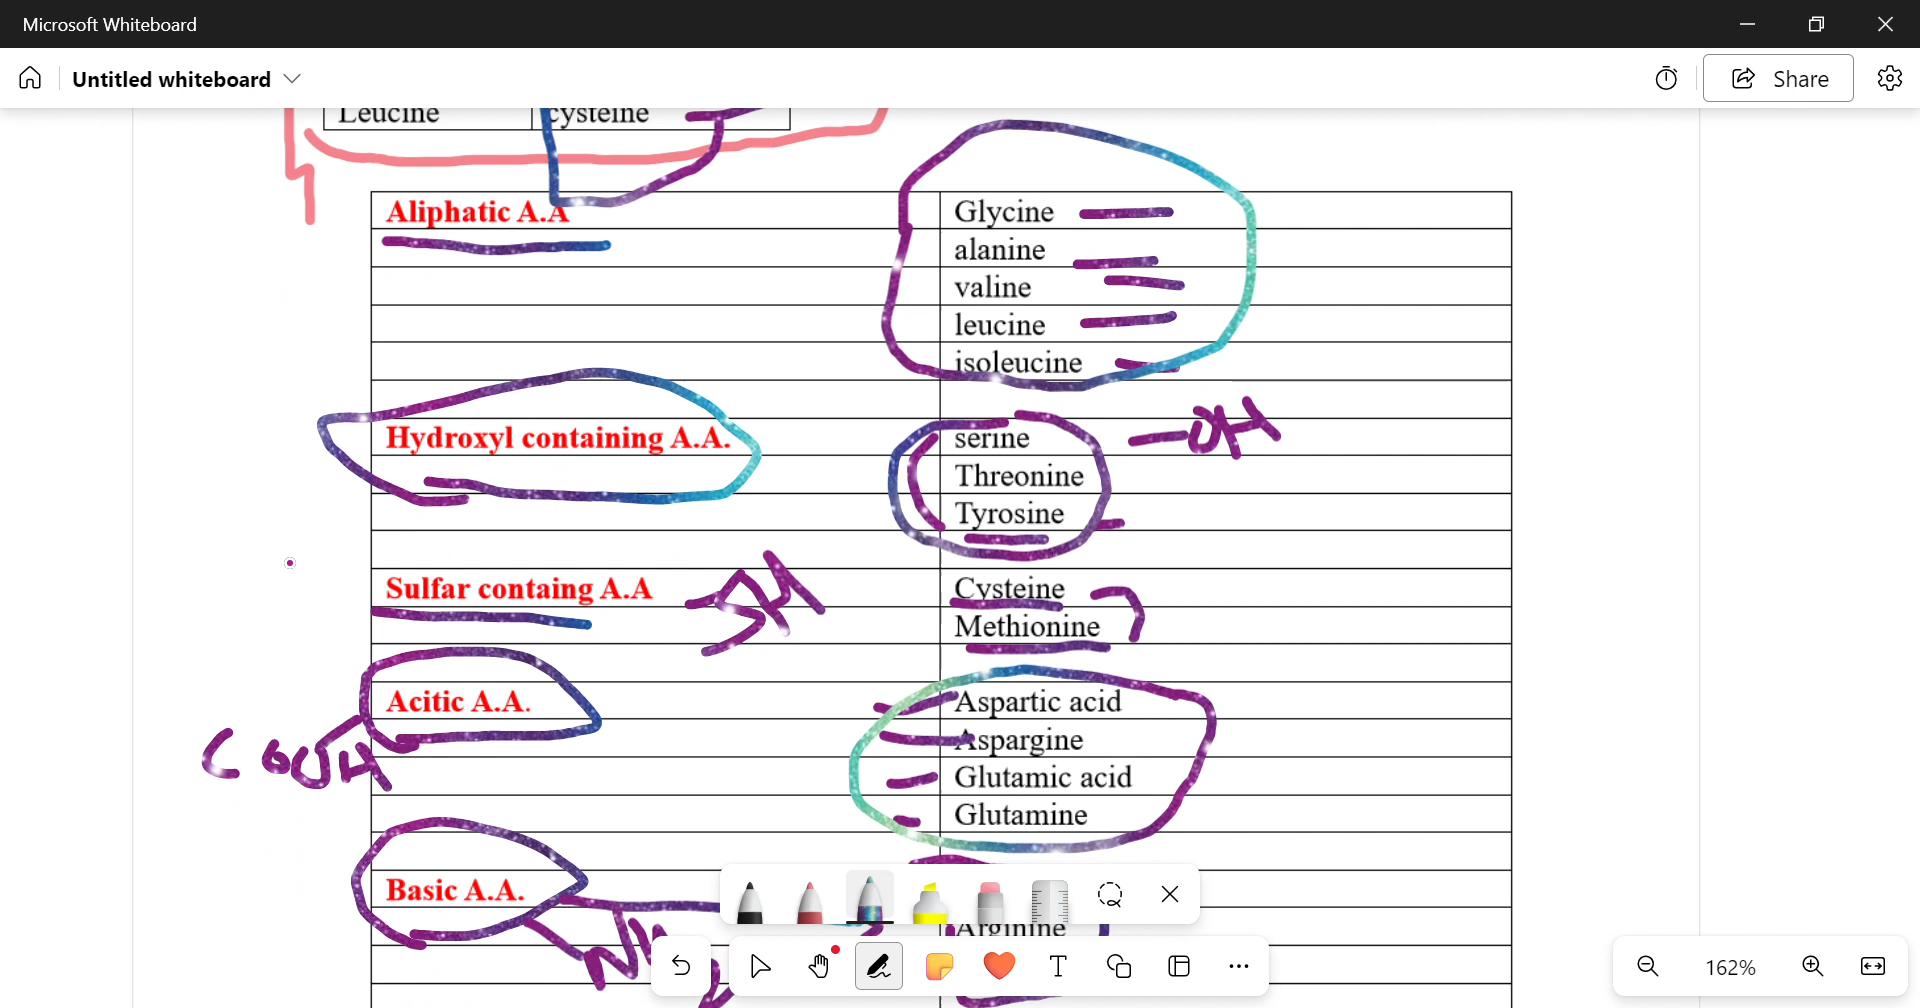 Microsoft Whiteboard
Untitled whiteboard
Share
Leucine cysteine
Aliphatic A.A Glycine
alanine
valine
leucine
isoleucine
Hydroxyl containing A.A. serine -OH
Threonine
Tyrosine
Sulfar containg A.A -SH Cysteine
Methionine
Acitic A.A. Aspartic acid
COOH Aspargine
Glutamic acid
Glutamine
Basic A.A.
Arginine
T
162%